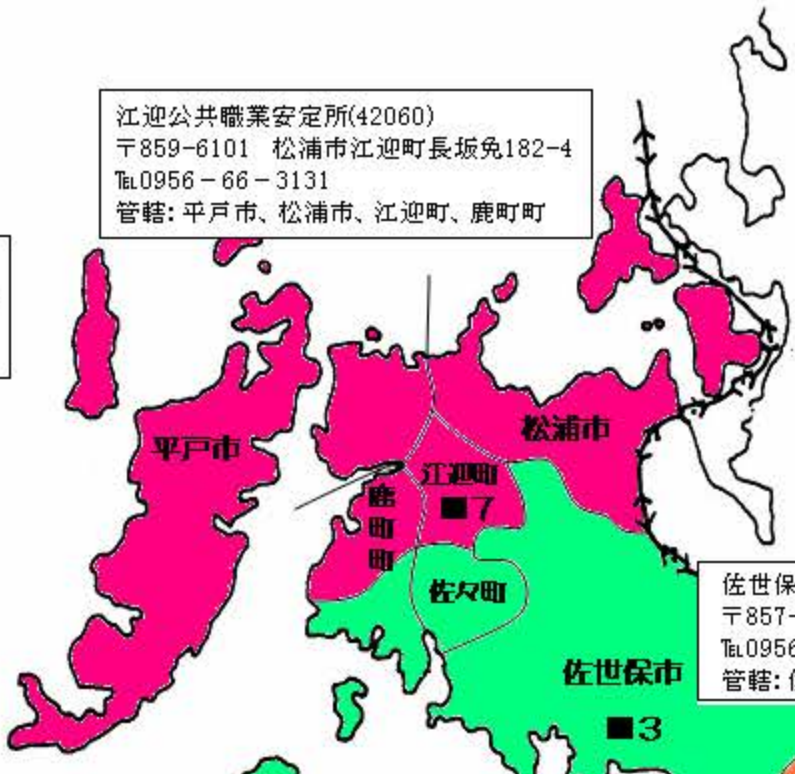 江迎公共職業安定所(42060)
〒859-6101 松浦市江迎町長坂免182-4
℡0956－66－3131
管轄: 平戸市、松浦市、江迎町、鹿町町
平戸市
松浦市
江迎町
■7
鹿町町
佐々町
佐世保
〒857-
℡0956
管轄:
佐世保市
■3